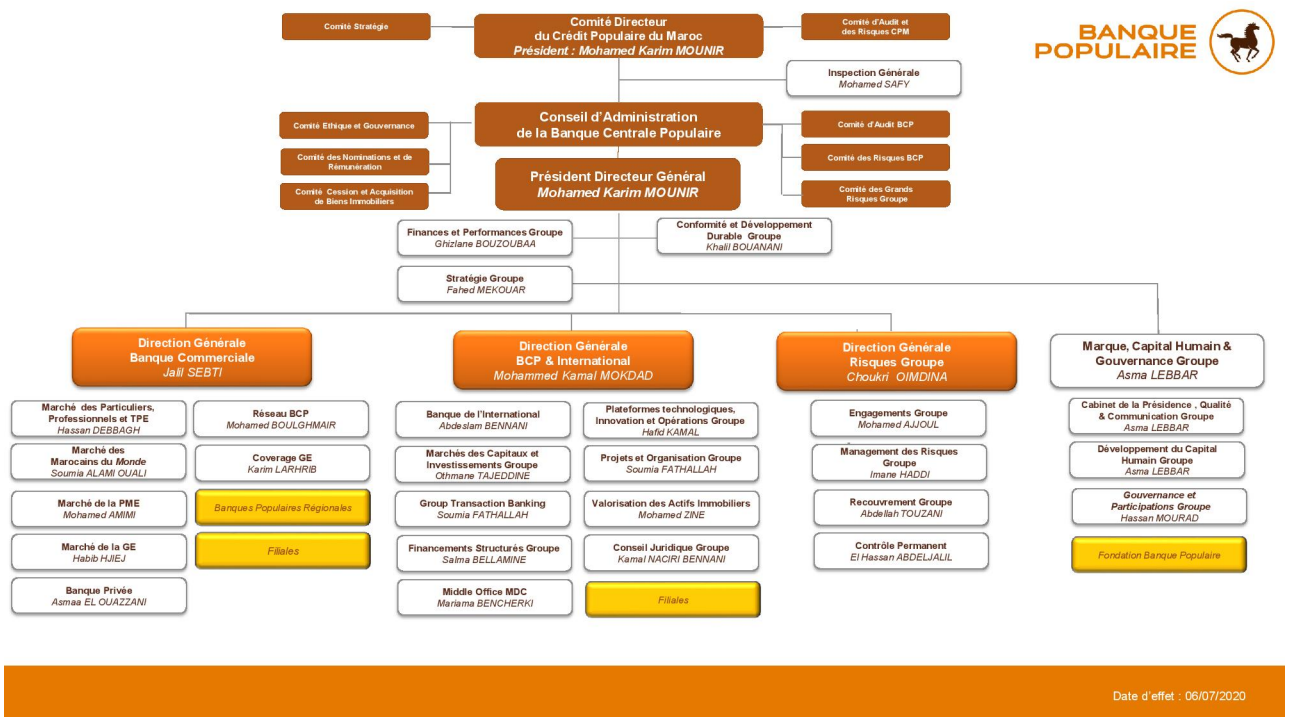 Comité Stratégie
Comité Directeur
du Crédit Populaire du Maroc
Président : Mohamed Karim MOUNIR
Comité d'Audit et
des Risques CPM
BANQUE
POPULAIRE
Inspection Générale
Mohamed SAFY
Conseil d'Administration
de la Banque Centrale Populaire
Comité Ethique et Gouvernance
Comité des Nominations et de
Rémunération
Comité Cession et Acquisition
de Biens Immobiliers
Comité d'Audit BCP
Comité des Risques BCP
Comité des Grands
Risques Groupe
Président Directeur Général
Mohamed Karim MOUNIR
Finances et Performances Groupe
Ghizlane BOUZOUBAA
Conformité et Développement
Durable Groupe
Khalil BOUANANI
Stratégie Groupe
Fahed MEKOUAR
Direction Générale
Banque Commerciale
Jalil SEBTI
Marché des Particuliers,
Professionnels et TPE
Hassan DEBBAGH
Marché des
Marocains du Monde
Soumia ALAMI OUALI
Marché de la PME
Mohamed AMIMI
Marché de la GE
Habib HJIEJ
Banque Privée
Asmaa EL OUAZZANI
Réseau BCP
Mohamed BOULGHMAIR
Coverage GE
Karim LARHRIB
Banques Populaires Régionales
Filiales
Direction Générale
BCP & International
Mohammed Kamal MOKDAD
Banque de l'International
Abdeslam BENNANI
Marchés des Capitaux et
Investissements Groupe
Othmane TAJEDDINE
Group Transaction Banking
Soumia FATHALLAH
Financements Structurés Groupe
Salma BELLAMINE
Middle Office MDC
Mariama BENCHERKI
Plateformes technologiques,
Innovation et Opérations Groupe
Hafid KAMAL
Projets et Organisation Groupe
Soumia FATHALLAH
Valorisation des Actifs Immobiliers
Mohamed ZINE
Conseil Juridique Groupe
Kamal NACIRI BENNANI
Filiales
Direction Générale
Risques Groupe
Choukri OIMDINA
Engagements Groupe
Mohamed AJJOUL
Management des Risques
Groupe
Imane HADDI
Recouvrement Groupe
Abdellah TOUZANI
Contrôle Permanent
El Hassan ABDELJALIL
Marque, Capital Humain &
Gouvernance Groupe
Asma LEBBAR
Cabinet de la Présidence , Qualité
& Communication Groupe
Asma LEBBAR
Développement du Capital
Humain Groupe
Asma LEBBAR
Gouvernance et
Participations Groupe
Hassan MOURAD
Fondation Banque Populaire
Date d'effet : 06/07/2020